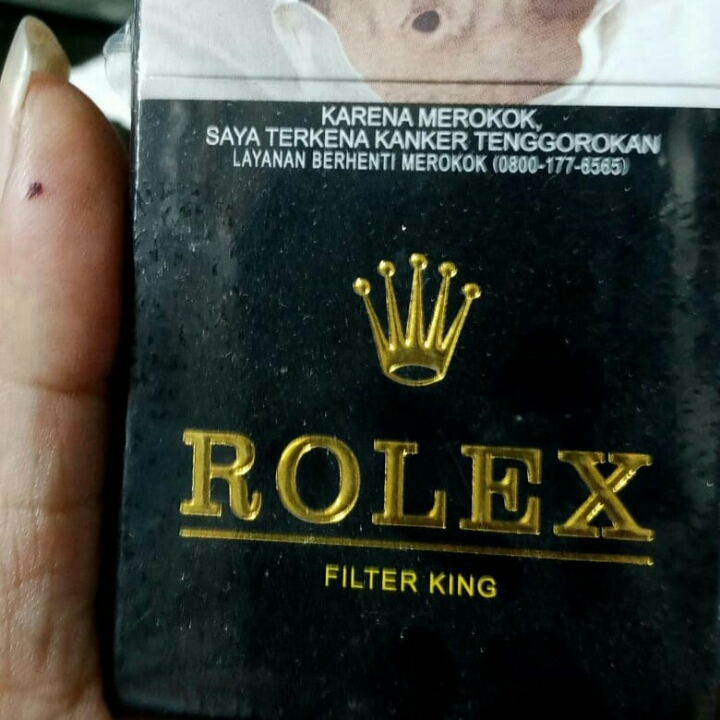 KARENA MEROKOK,
SAYA TERKENA KANKER TENGGOROKAN
LAYANAN BERHENTI MEROKOK (0800-177-6565)
ROLEX
FILTER KING